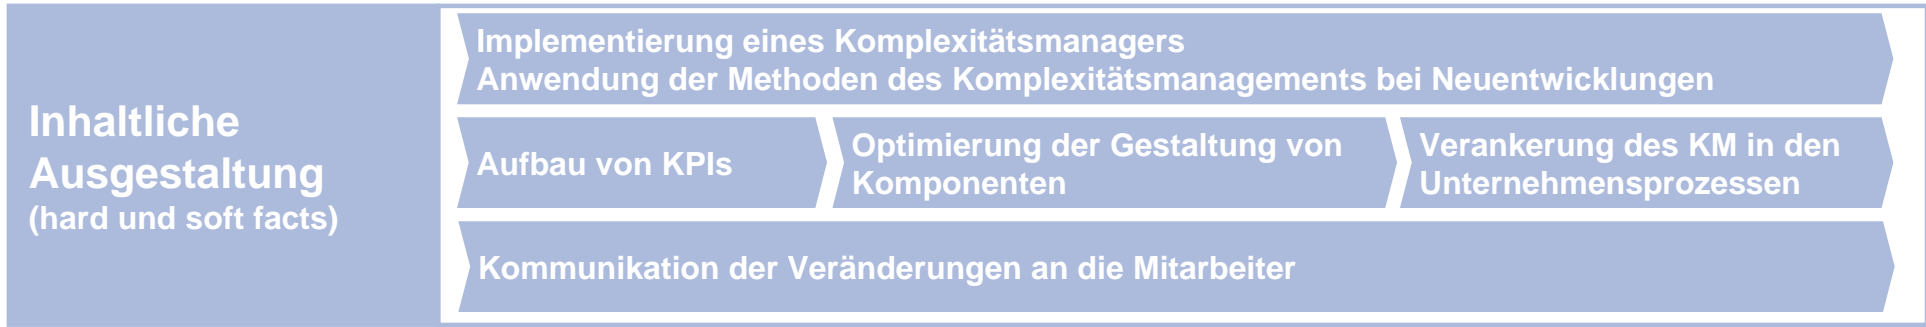 Inhaltliche
Ausgestaltung
(hard und soft facts)
Implementierung eines Komplexitätsmanagers
Anwendung der Methoden des Komplexitätsmanagements bei Neuentwicklungen
Aufbau von KPIs
Optimierung der Gestaltung von
Komponenten
Verankerung des KM in den
Unternehmensprozessen
Kommunikation der Veränderungen an die Mitarbeiter